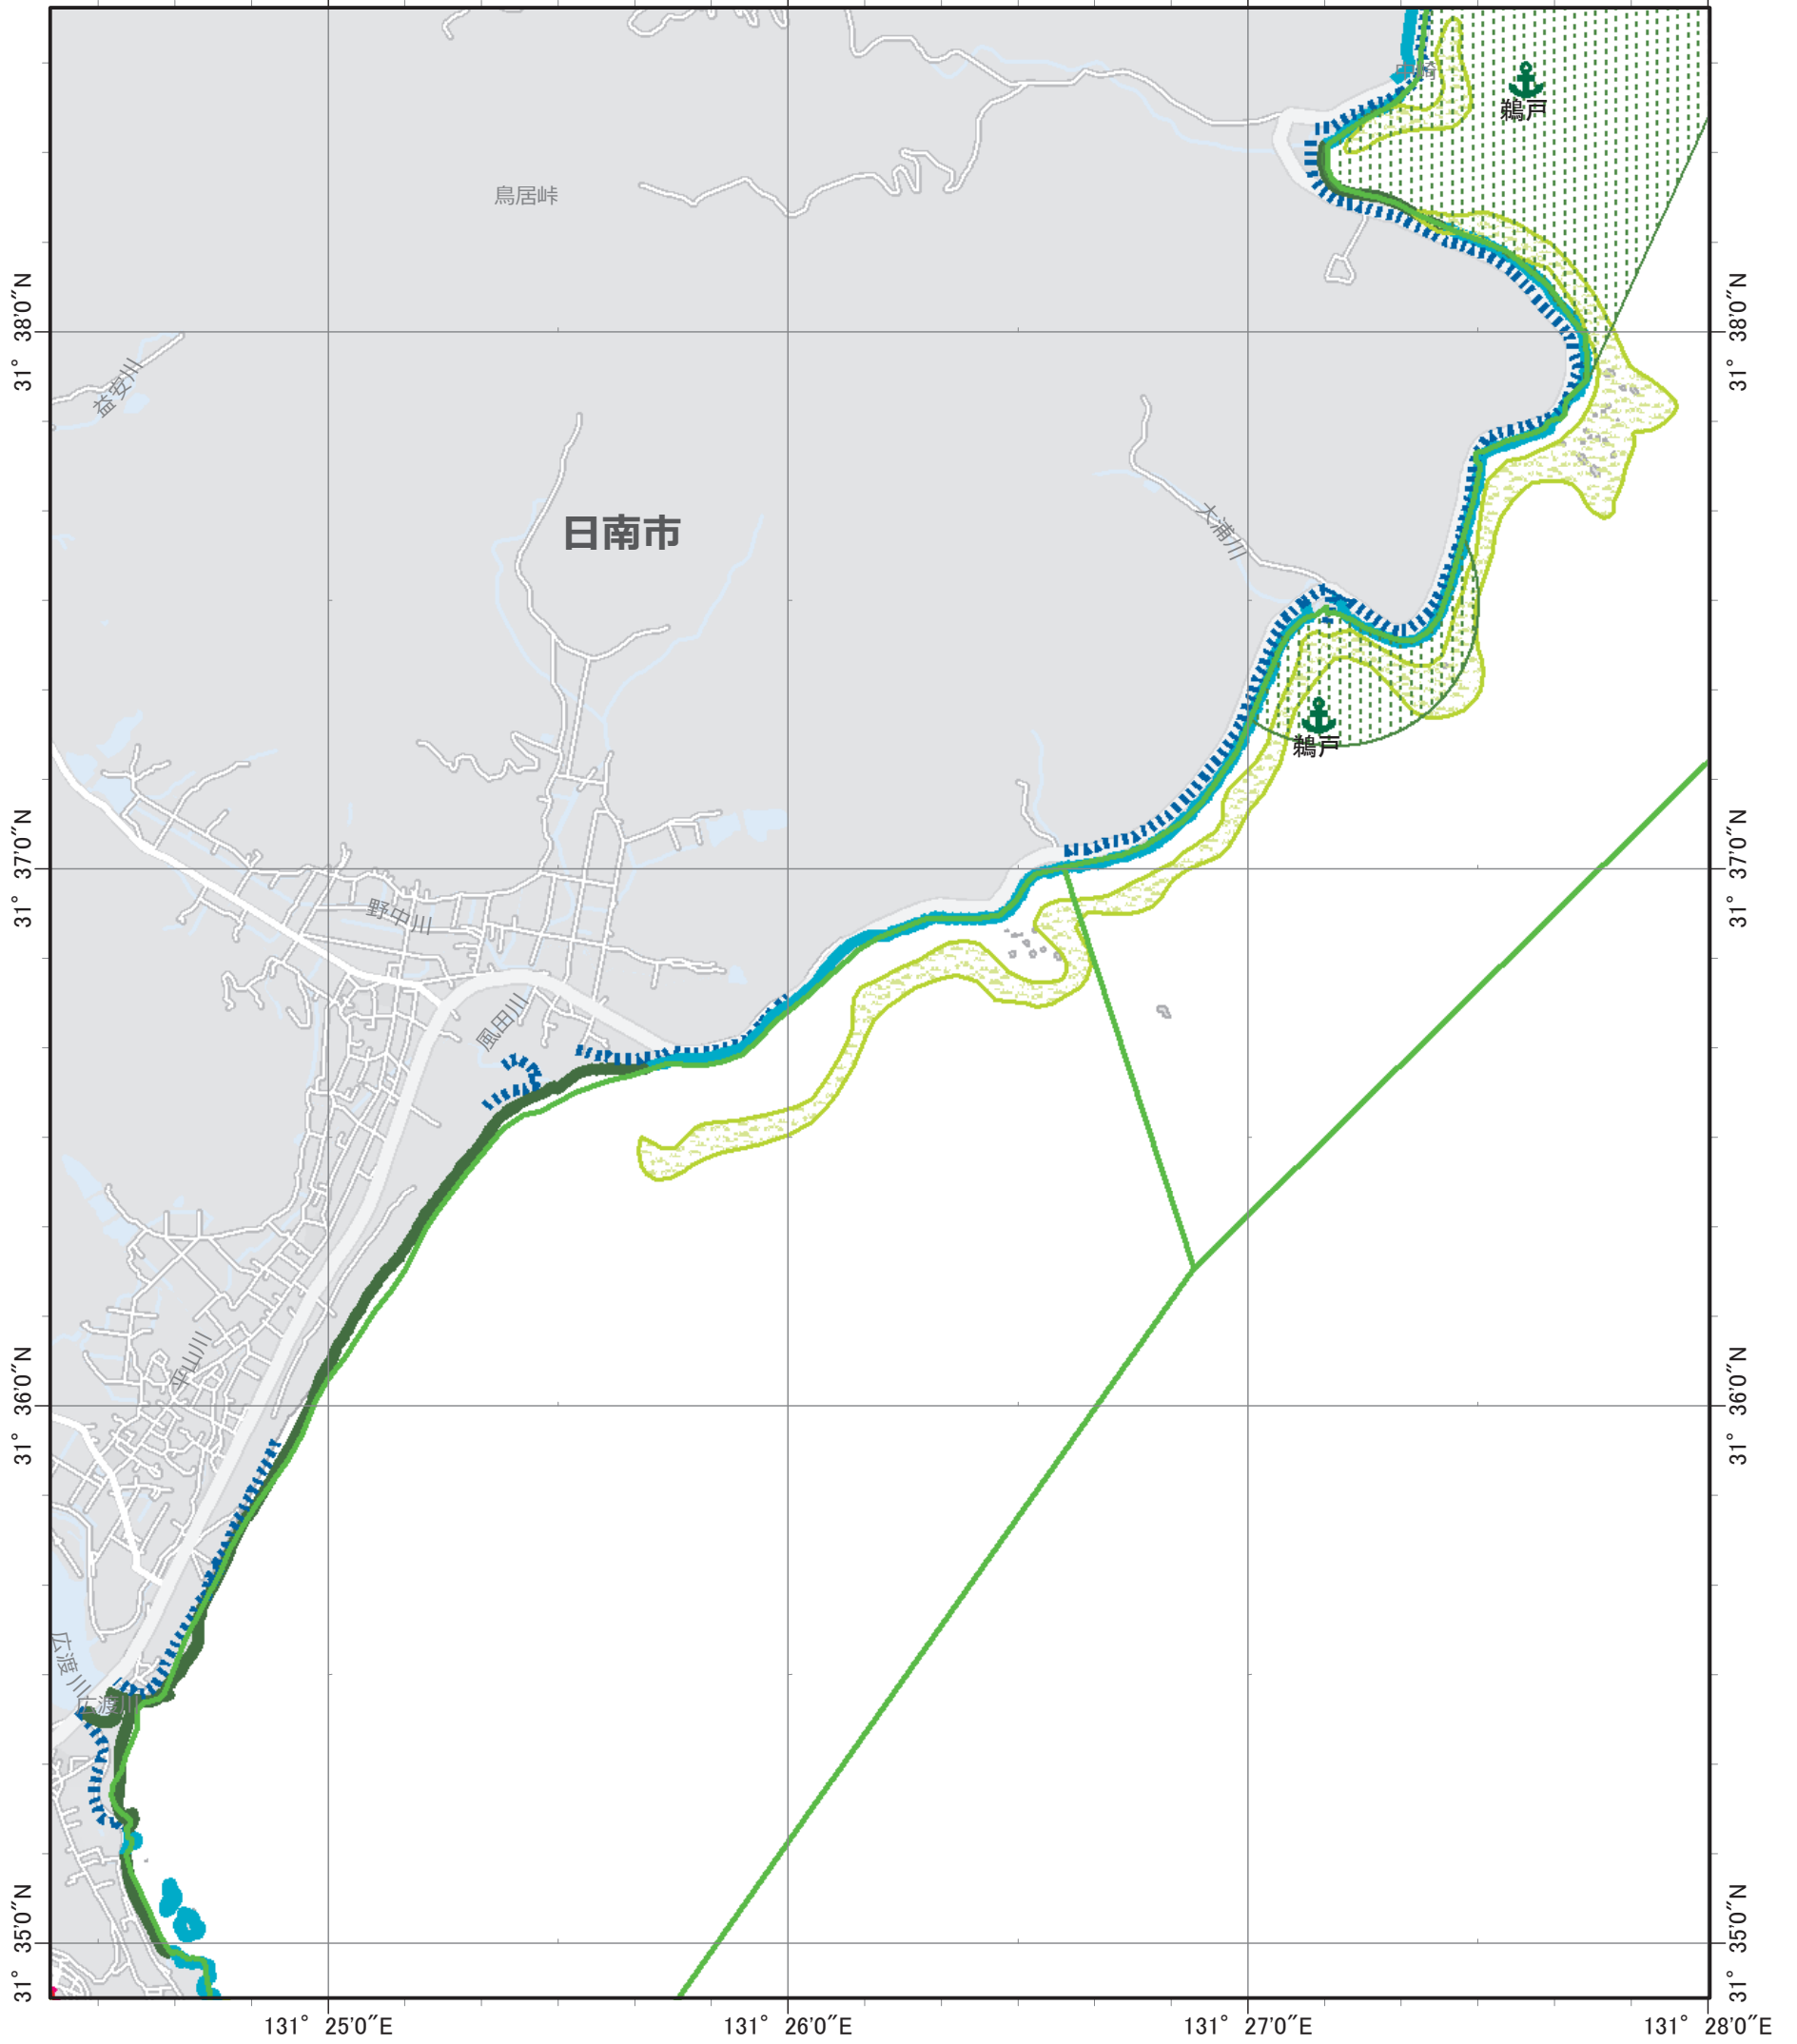 鵜戸
鳥居峠
益安川
日南市
大浦川
鵜戸
野中川
風田川
平山川
広渡川
広渡川
31° 38'0"N
31° 37'0"N
31° 36'0"N
31° 35'0"N
31° 38'0"N
31° 37'0"N
31° 36'0"N
31° 35'0"N
131° 25'0"E
131° 26'0"E
131° 27'0"E
131° 28'0"E